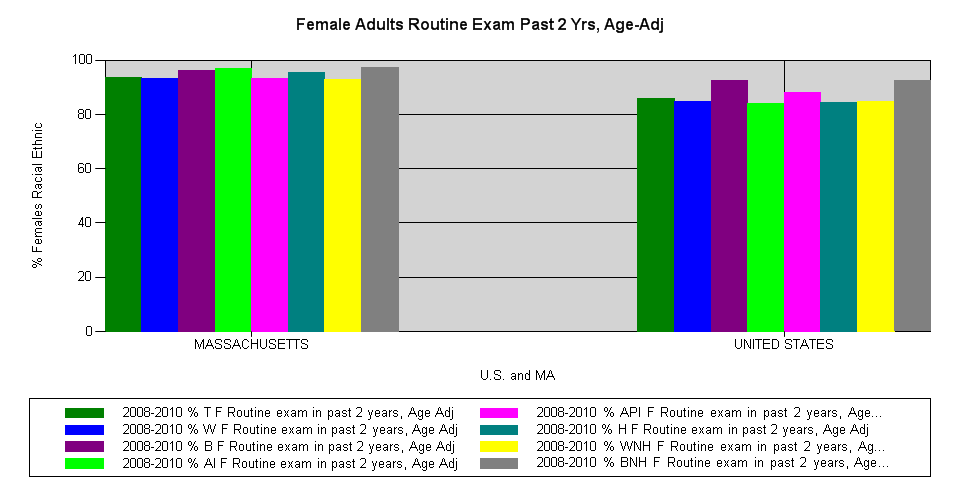 Female Adults Routine Exam Past 2 Yrs, Age-Adj
% Females Racial Ethnic
100
80
60
40
20
0
MASSACHUSETTS
UNITED STATES
U.S. and MA
2008-2010 % T F Routine exam in past 2 years, Age Adj
2008-2010 % W F Routine exam in past 2 years, Age Adj
2008-2010 % B F Routine exam in past 2 years, Age Adj
2008-2010 % AI F Routine exam in past 2 years, Age Adj
2008-2010 % API F Routine exam in past 2 years, Age...
2008-2010 % H F Routine exam in past 2 years, Age Adj
2008-2010 % WNH F Routine exam in past 2 years, Ag...
2008-2010 % BNH F Routine exam in past 2 years, Age...